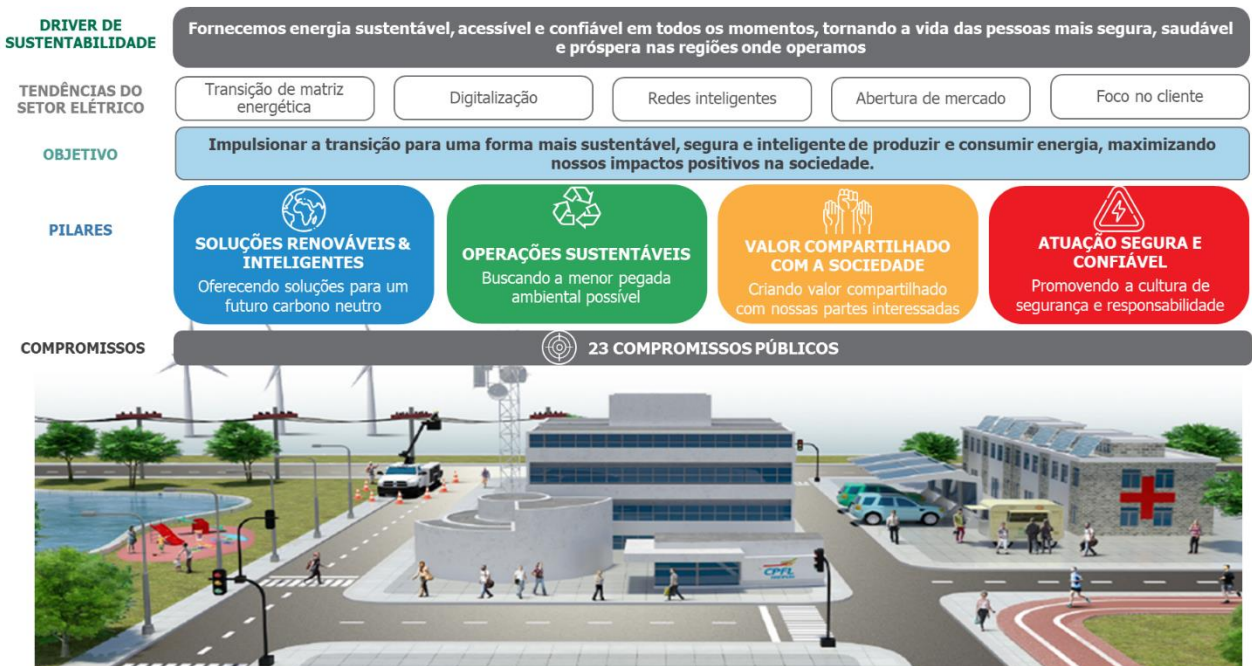 DRIVER DE
SUSTENTABILIDADE
Fornecemos energia sustentável, acessível e confiável em todos os momentos, tornando a vida das pessoas mais segura, saudável
e próspera nas regiões onde operamos
TENDÊNCIAS DO
SETOR ELÉTRICO
Transição de matriz
energética
Digitalização
Redes inteligentes
Abertura de mercado
Foco no cliente
OBJETIVO
Impulsionar a transição para uma forma mais sustentável, segura e inteligente de produzir e consumir energia, maximizando
nossos impactos positivos na sociedade.
PILARES
SOLUÇÕES RENOVÁVEIS &
INTELIGENTES
Oferecendo soluções para um
futuro carbono neutro
OPERAÇÕES SUSTENTÁVEIS
Buscando a menor pegada
ambiental possível
VALOR COMPARTILHADO
COM A SOCIEDADE
Criando valor compartilhado
com nossas partes interessadas
ATUAÇÃO SEGURA E
CONFIÁVEL
Promovendo a cultura de
segurança e responsabilidade
COMPROMISSOS
23 COMPROMISSOS PÚBLICOS
CPFL